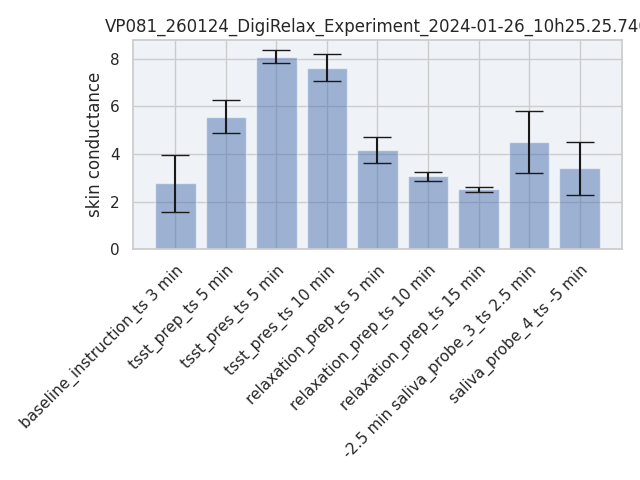 VP081_260124_DigiRelax_Experiment_2024-01-26_10h25.25.740
skin conductance
8
6
4
2
0
baseline_instruction_ts 3 min
tsst_prep_ts 5 min
tsst_pres_ts 5 min
tsst_pres_ts 10 min
relaxation_prep_ts 5 min
relaxation_prep_ts 10 min
relaxation_prep_ts 15 min
-2.5 min saliva_probe_3_ts 2.5 min
saliva_probe_4_ts -5 min